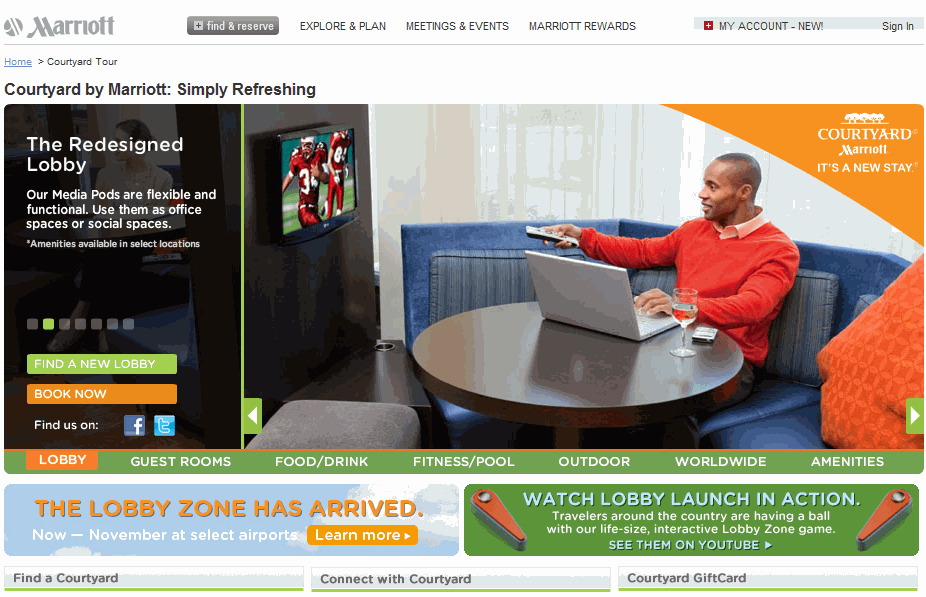 Marriott
find & reserve
EXPLORE & PLAN
MEETINGS & EVENTS
MARRIOTT REWARDS
MY ACCOUNT - NEW!
Sign In
Home > Courtyard Tour
Courtyard by Marriott: Simply Refreshing
The Redesigned
Lobby
Our Media Pods are flexible and
functional. Use them as office
spaces or social spaces.
*Amenities available in select locations
FIND A NEW LOBBY
BOOK NOW
Find us on:
COURTYARD®
Marriott
IT'S A NEW STAY.®
LOBBY
GUEST ROOMS
FOOD/DRINK
FITNESS/POOL
OUTDOOR
WORLDWIDE
AMENITIES
THE LOBBY ZONE HAS ARRIVED.
Now — November at select airports
Learn more
WATCH LOBBY LAUNCH IN ACTION.
Travelers around the country are having a ball
with our life-size, interactive Lobby Zone game.
SEE THEM ON YOUTUBE
Find a Courtyard
Connect with Courtyard
Courtyard GiftCard